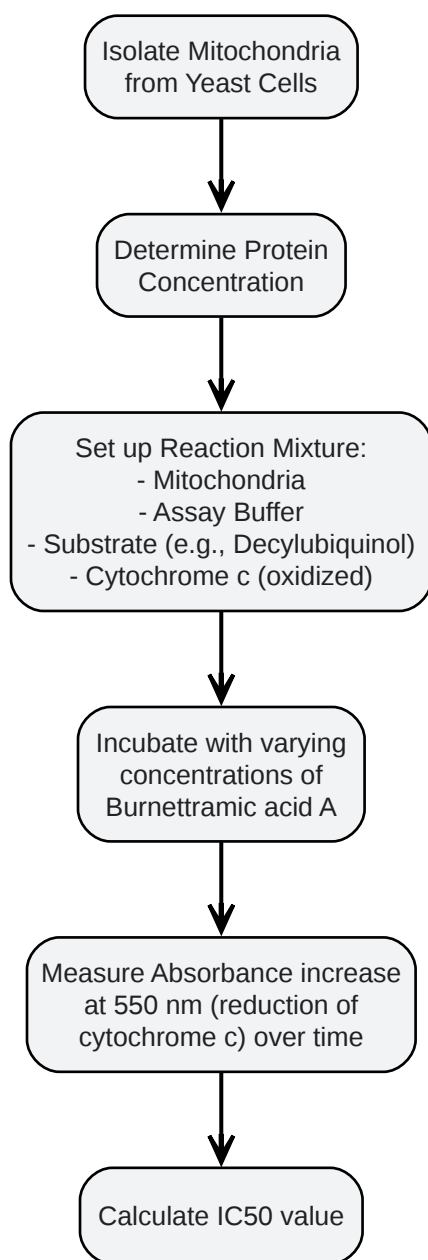 Isolate Mitochondria
from Yeast Cells
Determine Protein
Concentration
Set up Reaction Mixture:
- Mitochondria
- Assay Buffer
- Substrate (e.g., Decylubiquinol)
- Cytochrome c (oxidized)
Incubate with varying
concentrations of
Burnettramic acid A
Measure Absorbance increase
at 550 nm (reduction of
cytochrome c) over time
Calculate IC50 value